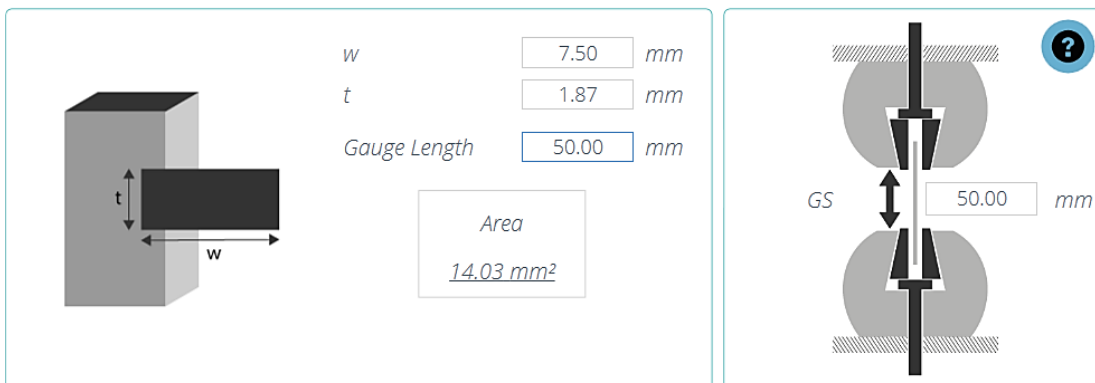 w 7.50 mm
t 1.87 mm
Gauge Length 50.00 mm
Area
14.03 mm²
t
w
?
GS 50.00 mm